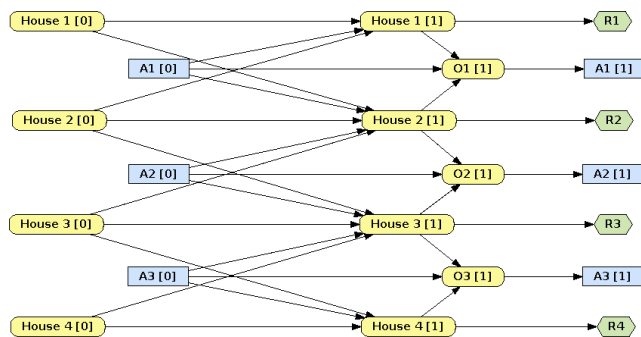 House 1 [0] House 1 [1] R1
A1 [0] O1 [1] A1 [1]
House 2 [0] House 2 [1] R2
A2 [0] O2 [1] A2 [1]
House 3 [0] House 3 [1] R3
A3 [0] O3 [1] A3 [1]
House 4 [0] House 4 [1] R4